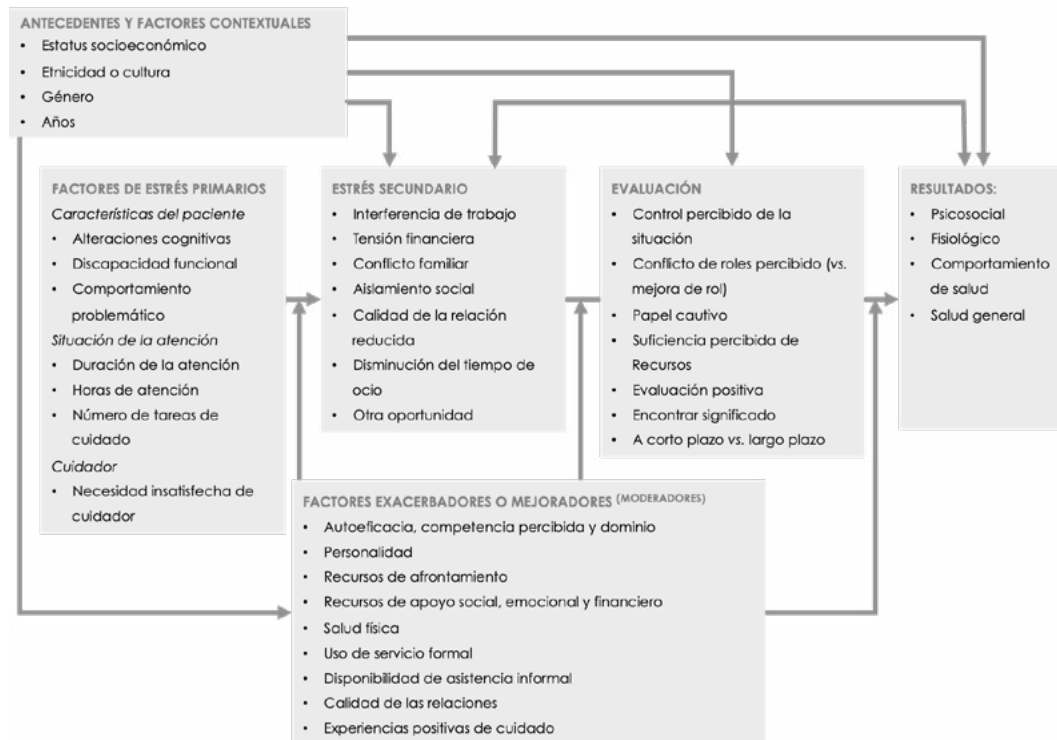 ANTECEDENTES Y FACTORES CONTEXTUALES
• Estatus socioeconómico
• Etnicidad o cultura
• Género
• Años
FACTORES DE ESTRÉS PRIMARIOS
Características del paciente
• Alteraciones cognitivas
• Discapacidad funcional
• Comportamiento
problemático
Situación de la atención
• Duración de la atención
• Horas de atención
• Número de tareas de
cuidado
Cuidador
• Necesidad insatisfecha de
cuidador
ESTRÉS SECUNDARIO
• Interferencia de trabajo
• Tensión financiera
• Conflicto familiar
• Aislamiento social
• Calidad de la relación
reducida
• Disminución del tiempo de
ocio
• Otra oportunidad
EVALUACIÓN
• Control percibido de la
situación
• Conflicto de roles percibido (vs.
mejora de rol)
• Papel cautivo
• Suficiencia percibida de
Recursos
• Evaluación positiva
• Encontrar significado
• A corto plazo vs. largo plazo
RESULTADOS:
• Psicosocial
• Fisiológico
• Comportamiento
de salud
• Salud general
FACTORES EXACERBADORES O MEJORADORES (MODERADORES)
• Autoeficacia, competencia percibida y dominio
• Personalidad
• Recursos de afrontamiento
• Recursos de apoyo social, emocional y financiero
• Salud física
• Uso de servicio formal
• Disponibilidad de asistencia informal
• Calidad de las relaciones
• Experiencias positivas de cuidado